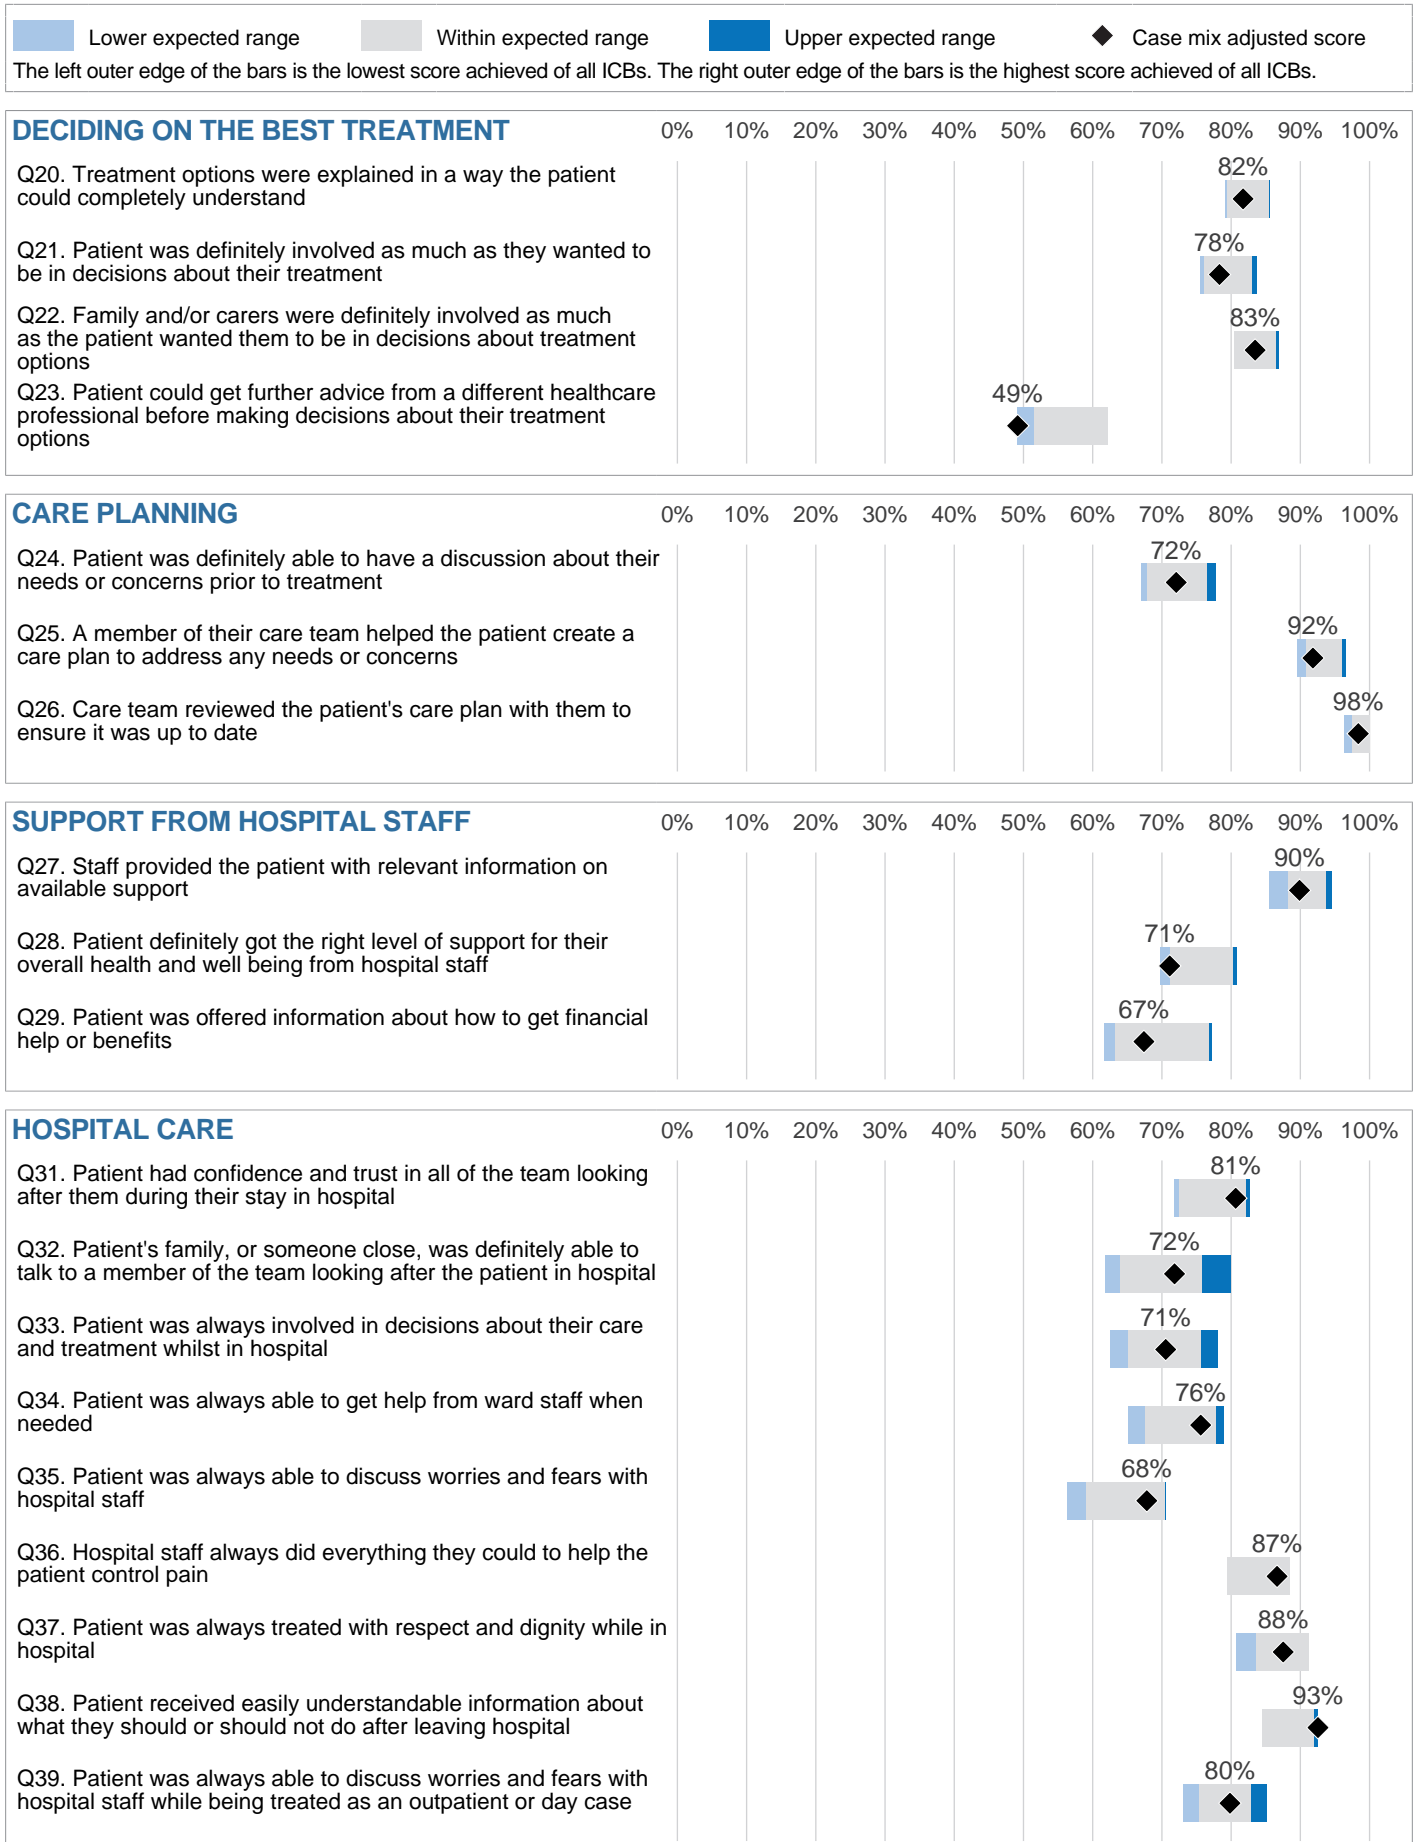 Lower expected range Within expected range Upper expected range Case mix adjusted score
The left outer edge of the bars is the lowest score achieved of all ICBs. The right outer edge of the bars is the highest score achieved of all ICBs.
DECIDING ON THE BEST TREATMENT 0% 10% 20% 30% 40% 50% 60% 70% 80% 90% 100%
Q20. Treatment options were explained in a way the patient
could completely understand
82%
Q21. Patient was definitely involved as much as they wanted to
be in decisions about their treatment
78%
Q22. Family and/or carers were definitely involved as much
as the patient wanted them to be in decisions about treatment
options
83%
Q23. Patient could get further advice from a different healthcare
professional before making decisions about their treatment
options
49%
CARE PLANNING 0% 10% 20% 30% 40% 50% 60% 70% 80% 90% 100%
Q24. Patient was definitely able to have a discussion about their
needs or concerns prior to treatment
72%
Q25. A member of their care team helped the patient create a
care plan to address any needs or concerns
92%
Q26. Care team reviewed the patient's care plan with them to
ensure it was up to date
98%
SUPPORT FROM HOSPITAL STAFF 0% 10% 20% 30% 40% 50% 60% 70% 80% 90% 100%
Q27. Staff provided the patient with relevant information on
available support
90%
Q28. Patient definitely got the right level of support for their
overall health and well being from hospital staff
71%
Q29. Patient was offered information about how to get financial
help or benefits
67%
HOSPITAL CARE 0% 10% 20% 30% 40% 50% 60% 70% 80% 90% 100%
Q31. Patient had confidence and trust in all of the team looking
after them during their stay in hospital
81%
Q32. Patient's family, or someone close, was definitely able to
talk to a member of the team looking after the patient in hospital
72%
Q33. Patient was always involved in decisions about their care
and treatment whilst in hospital
71%
Q34. Patient was always able to get help from ward staff when
needed
76%
Q35. Patient was always able to discuss worries and fears with
hospital staff
68%
Q36. Hospital staff always did everything they could to help the
patient control pain
87%
Q37. Patient was always treated with respect and dignity while in
hospital
88%
Q38. Patient received easily understandable information about
what they should or should not do after leaving hospital
93%
Q39. Patient was always able to discuss worries and fears with
hospital staff while being treated as an outpatient or day case
80%